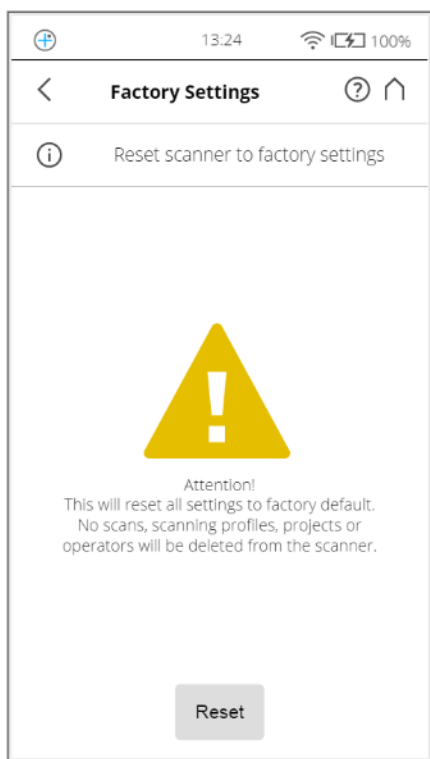 13:24 100%
Factory Settings
Reset scanner to factory settings
Attention!
This will reset all settings to factory default.
No scans, scanning profiles, projects or
operators will be deleted from the scanner.
Reset